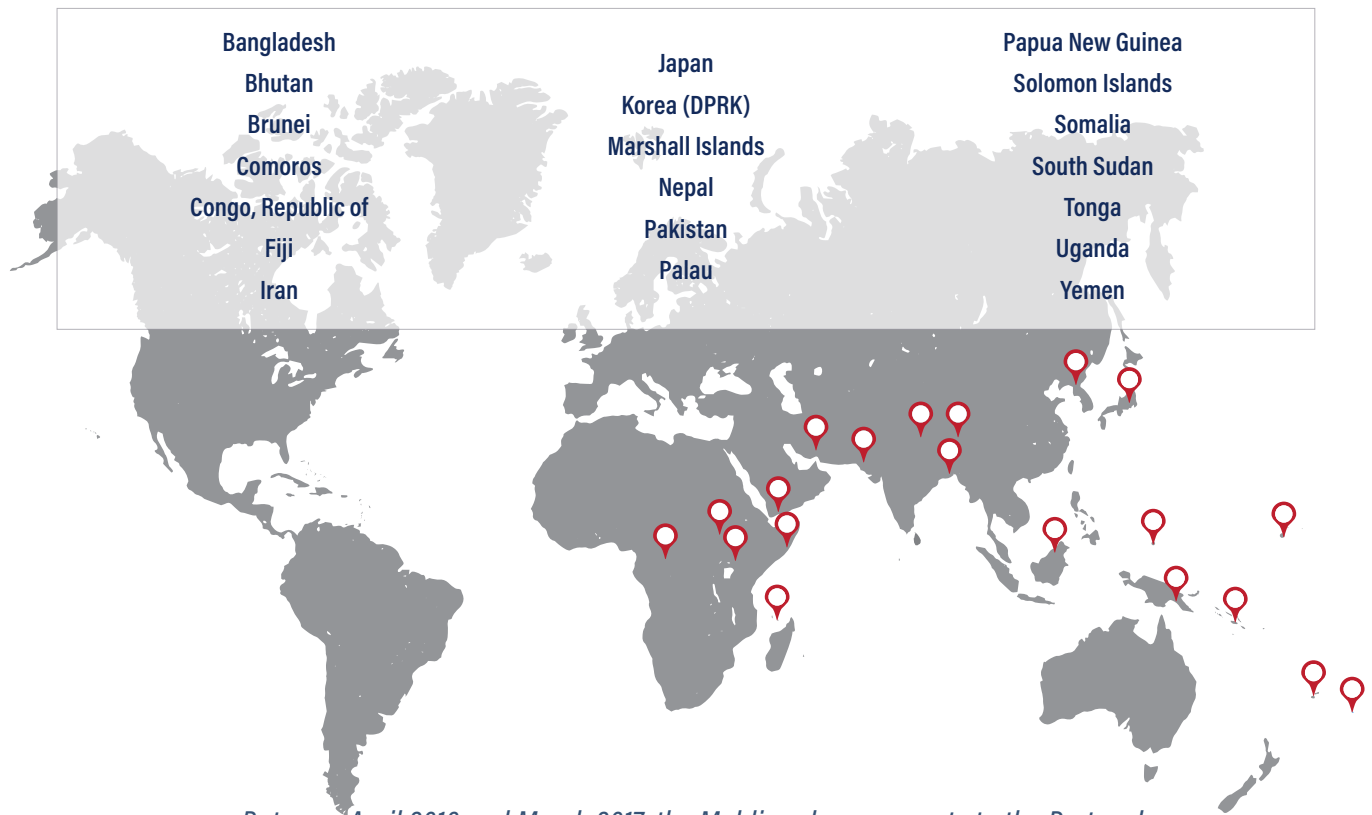 Bangladesh
Bhutan
Brunei
Comoros
Congo, Republic of
Fiji
Iran
Japan
Korea (DPRK)
Marshall Islands
Nepal
Pakistan
Palau
Papua New Guinea
Solomon Islands
Somalia
South Sudan
Tonga
Uganda
Yemen